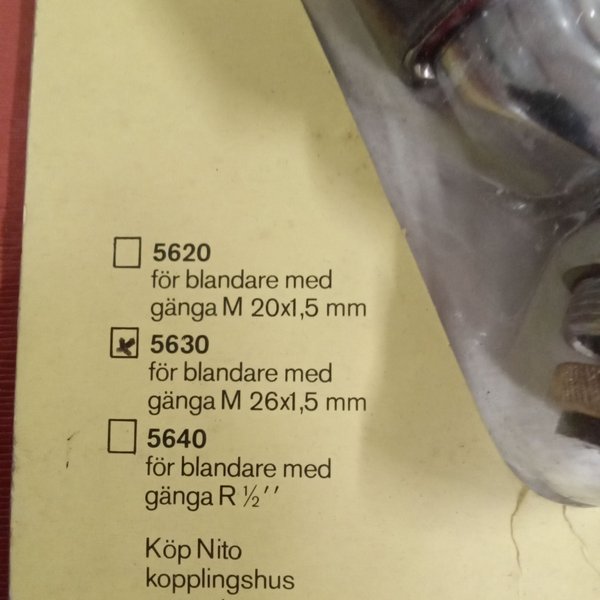 5620
för blandare med
gänga M 20x1,5 mm
5630
för blandare med
gänga M 26x1,5 mm
5640
för blandare med
gänga R ½’’
Köp Nito
kopplingshus